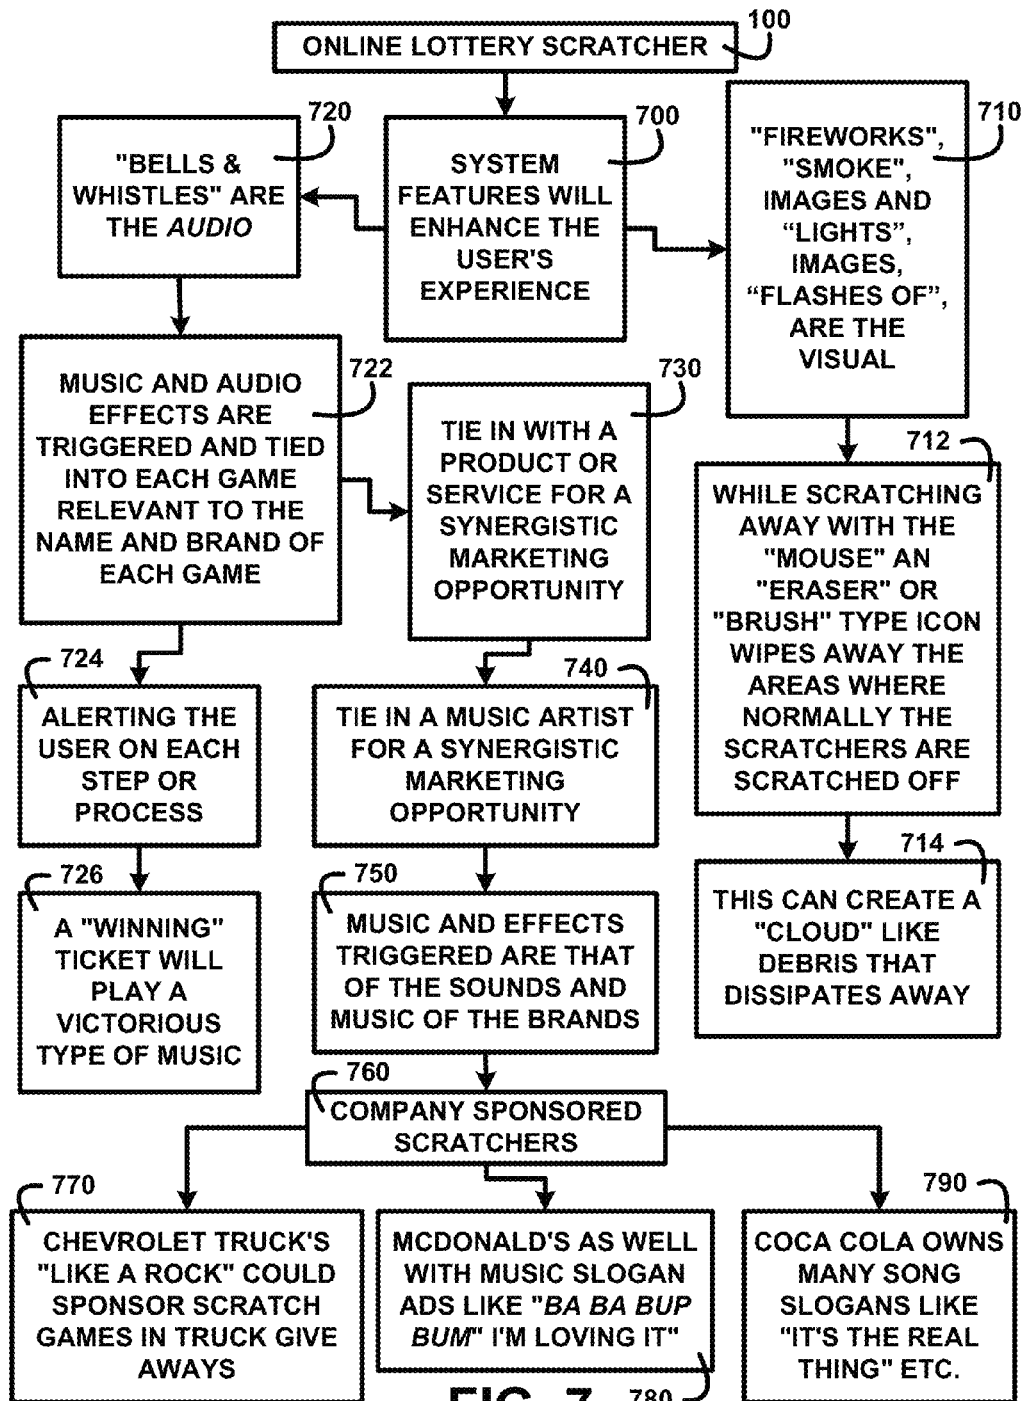 100
ONLINE LOTTERY SCRATCHER
720
"BELLS &
WHISTLES" ARE
THE AUDIO
700
SYSTEM
FEATURES WILL
ENHANCE THE
USER'S
EXPERIENCE
710
"FIREWORKS",
"SMOKE",
IMAGES AND
“LIGHTS”,
IMAGES,
“FLASHES OF”,
ARE THE
VISUAL
722
MUSIC AND AUDIO
EFFECTS ARE
TRIGGERED AND TIED
INTO EACH GAME
RELEVANT TO THE
NAME AND BRAND OF
EACH GAME
730
TIE IN WITH A
PRODUCT OR
SERVICE FOR A
SYNERGISTIC
MARKETING
OPPORTUNITY
712
WHILE SCRATCHING
AWAY WITH THE
"MOUSE" AN
"ERASER" OR
"BRUSH" TYPE ICON
WIPES AWAY THE
AREAS WHERE
NORMALLY THE
SCRATCHERS ARE
SCRATCHED OFF
724
ALERTING THE
USER ON EACH
STEP OR
PROCESS
740
TIE IN A MUSIC ARTIST
FOR A SYNERGISTIC
MARKETING
OPPORTUNITY
714
THIS CAN CREATE A
"CLOUD" LIKE
DEBRIS THAT
DISSIPATES AWAY
726
A "WINNING"
TICKET WILL
PLAY A
VICTORIOUS
TYPE OF MUSIC
750
MUSIC AND EFFECTS
TRIGGERED ARE THAT
OF THE SOUNDS AND
MUSIC OF THE BRANDS
760
COMPANY SPONSORED
SCRATCHERS
770
CHEVROLET TRUCK'S
"LIKE A ROCK" COULD
SPONSOR SCRATCH
GAMES IN TRUCK GIVE
AWAYS
MCDONALD'S AS WELL
WITH MUSIC SLOGAN
ADS LIKE "BA BA BUP
BUM" I'M LOVING IT"
780
790
COCA COLA OWNS
MANY SONG
SLOGANS LIKE
"IT'S THE REAL
THING" ETC.
FIG. 7